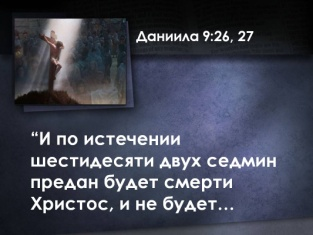 Даниила 9:26, 27
“И по истечении
шестидесяти двух седмин
предан будет смерти
Христос, и не будет…